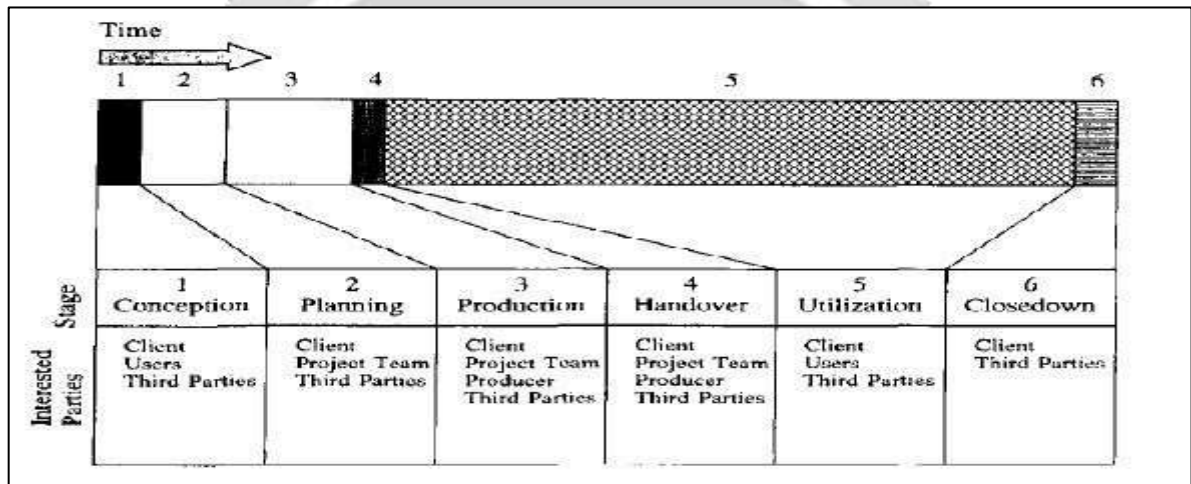 Time
1 2 3 4 5 6
Stage
1 2 3 4 5 6
Conception Planning Production Handover Utilization Closedown
Interested Parties
Client Client Client Client Client Client
Users Project Team Project Team Project Team Users Third Parties
Third Parties Third Parties Producer Producer Third Parties
Third Parties Third Parties